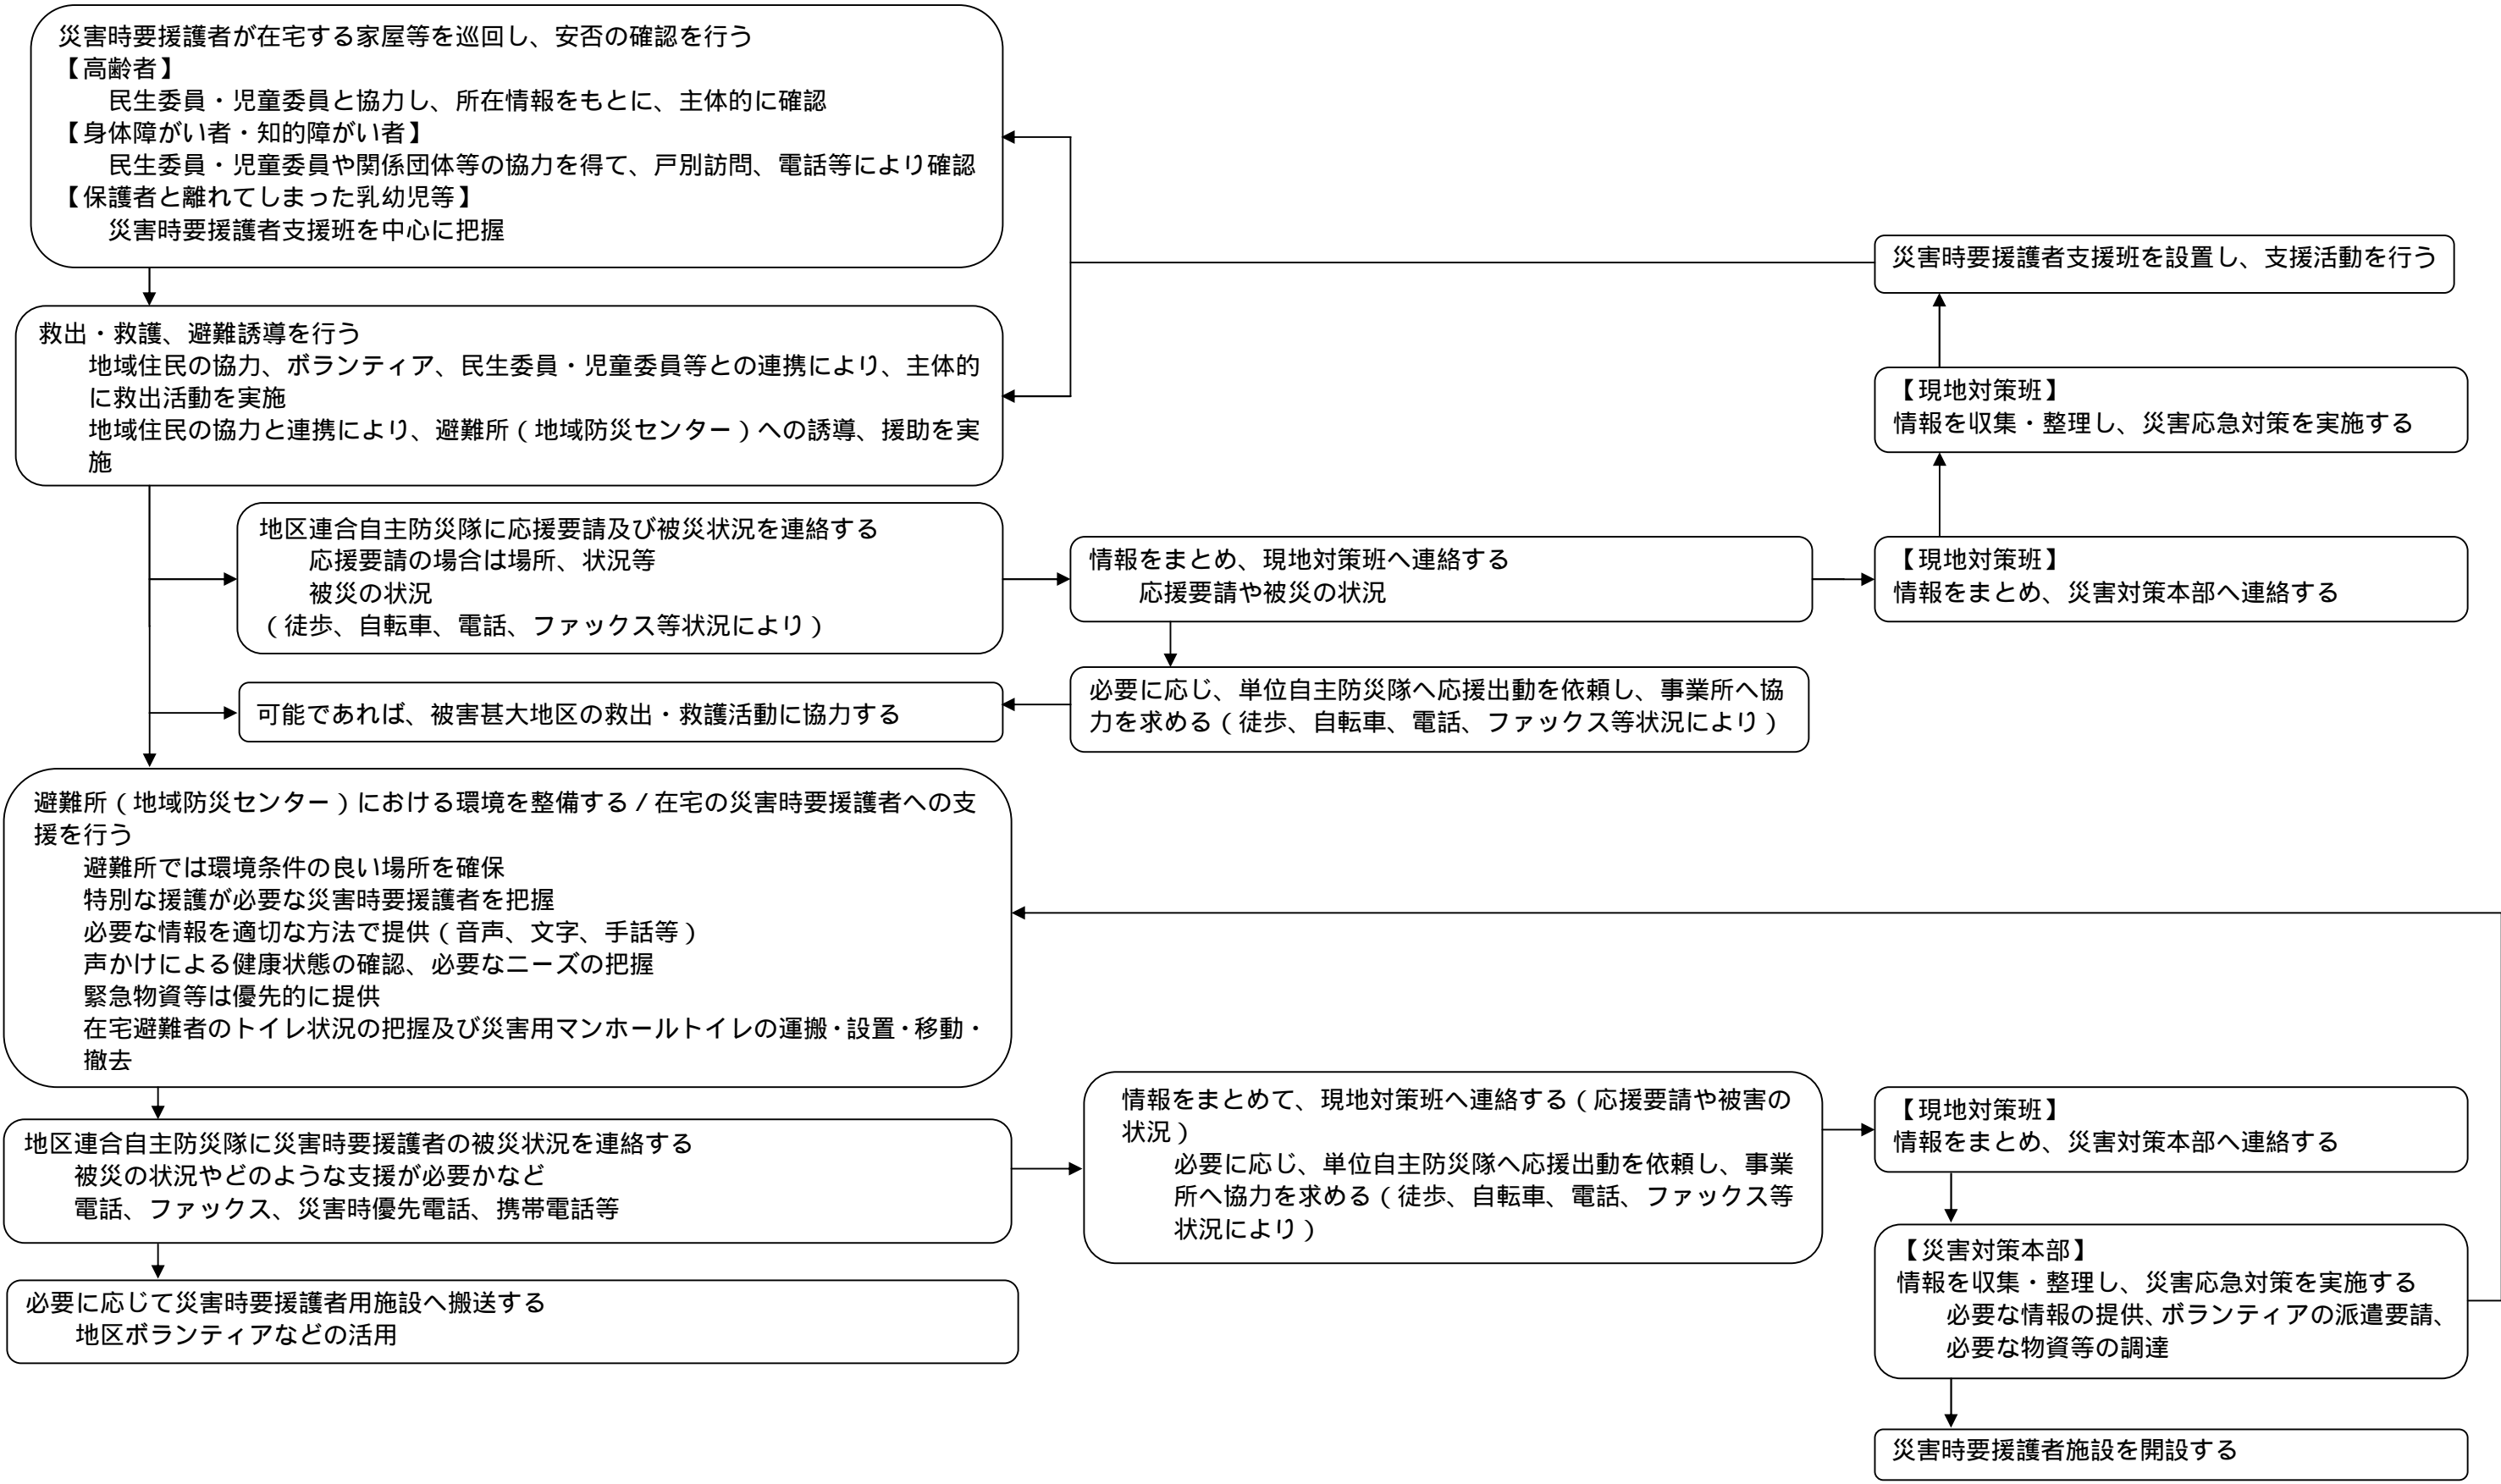 災害時要援護者が在宅する家屋等を巡回し、安否の確認を行う
【高齢者】
民生委員・児童委員と協力し、所在情報をもとに、主体的に確認
【身体障がい者・知的障がい者】
民生委員・児童委員や関係団体等の協力を得て、戸別訪問、電話等により確認
【保護者と離れてしまった乳幼児等】
災害時要援護者支援班を中心に把握
災害時要援護者支援班を設置し、支援活動を行う
救出・救護、避難誘導を行う
地域住民の協力、ボランティア、民生委員・児童委員等との連携により、主体的
に救出活動を実施
地域住民の協力と連携により、避難所（地域防災センター）への誘導、援助を実
施
【現地対策班】
情報を収集・整理し、災害応急対策を実施する
地区連合自主防災隊に応援要請及び被災状況を連絡する
応援要請の場合は場所、状況等
被災の状況
（徒歩、自転車、電話、ファックス等状況により）
情報をまとめ、現地対策班へ連絡する
応援要請や被災の状況
【現地対策班】
情報をまとめ、災害対策本部へ連絡する
可能であれば、被害甚大地区の救出・救護活動に協力する
必要に応じ、単位自主防災隊へ応援出動を依頼し、事業所へ協
力を求める（徒歩、自転車、電話、ファックス等状況により）
避難所（地域防災センター）における環境を整備する／在宅の災害時要援護者への支
援を行う
避難所では環境条件の良い場所を確保
特別な援護が必要な災害時要援護者を把握
必要な情報を適切な方法で提供（音声、文字、手話等）
声かけによる健康状態の確認、必要なニーズの把握
緊急物資等は優先的に提供
在宅避難者のトイレ状況の把握及び災害用マンホールトイレの運搬・設置・移動・
撤去
地区連合自主防災隊に災害時要援護者の被災状況を連絡する
被災の状況やどのような支援が必要かなど
電話、ファックス、災害時優先電話、携帯電話等
情報をまとめて、現地対策班へ連絡する（応援要請や被害の
状況）
必要に応じ、単位自主防災隊へ応援出動を依頼し、事業
所へ協力を求める（徒歩、自転車、電話、ファックス等
状況により）
【現地対策班】
情報をまとめ、災害対策本部へ連絡する
必要に応じて災害時要援護者用施設へ搬送する
地区ボランティアなどの活用
【災害対策本部】
情報を収集・整理し、災害応急対策を実施する
必要な情報の提供、ボランティアの派遣要請、
必要な物資等の調達
災害時要援護者施設を開設する